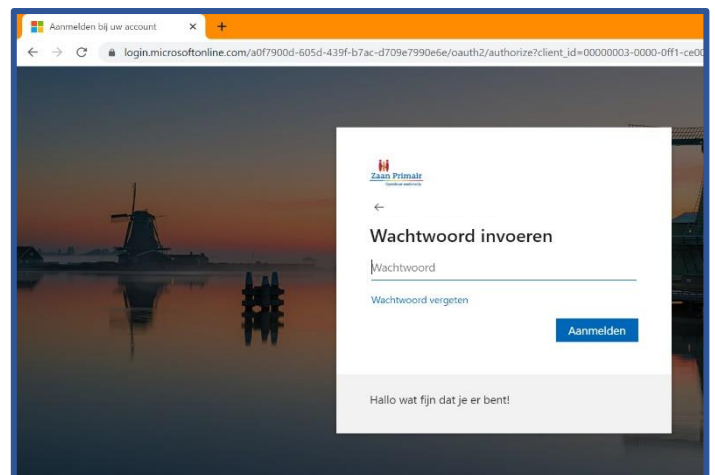 Aanmelden bij uw account
login.microsoftonline.com/a0f7900d-605d-439f-b7ac-d709e7990e6e/oauth2/authorize?client_id=00000003-0000-0ff1-ce00
Zaan Primair
Wachtwoord invoeren
Wachtwoord
Wachtwoord vergeten
Aanmelden
Hallo wat fijn dat je er bent!